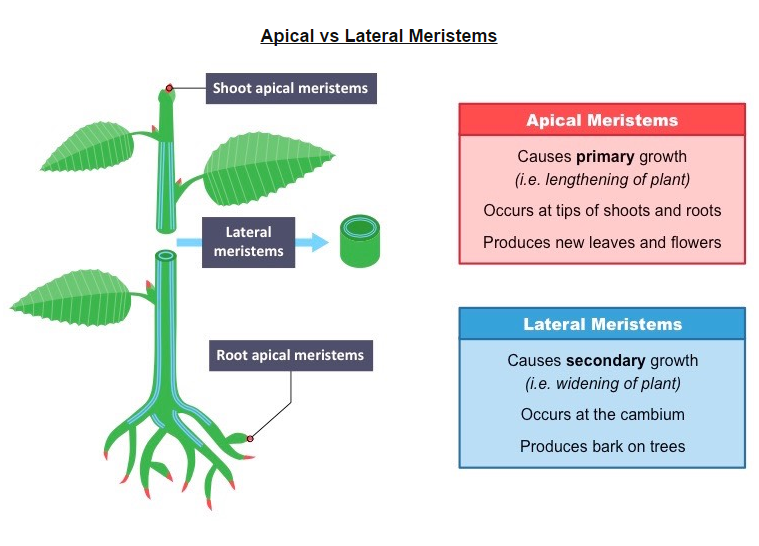 Apical vs Lateral Meristems
Shoot apical meristems
Lateral
meristems
Root apical meristems
Apical Meristems
Causes primary growth
(i.e. lengthening of plant)
Occurs at tips of shoots and roots
Produces new leaves and flowers
Lateral Meristems
Causes secondary growth
(i.e. widening of plant)
Occurs at the cambium
Produces bark on trees